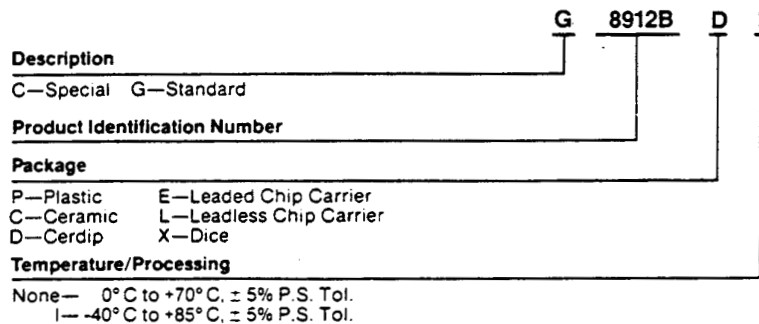 G 8912B D
Description
C—Special G—Standard
Product Identification Number
Package
P—Plastic E—Leaded Chip Carrier
C—Ceramic L—Leadless Chip Carrier
D—Cerdip X—Dice
Temperature/Processing
None— 0°C to +70°C, ± 5% P.S. Tol.
I— -40°C to +85°C, ± 5% P.S. Tol.